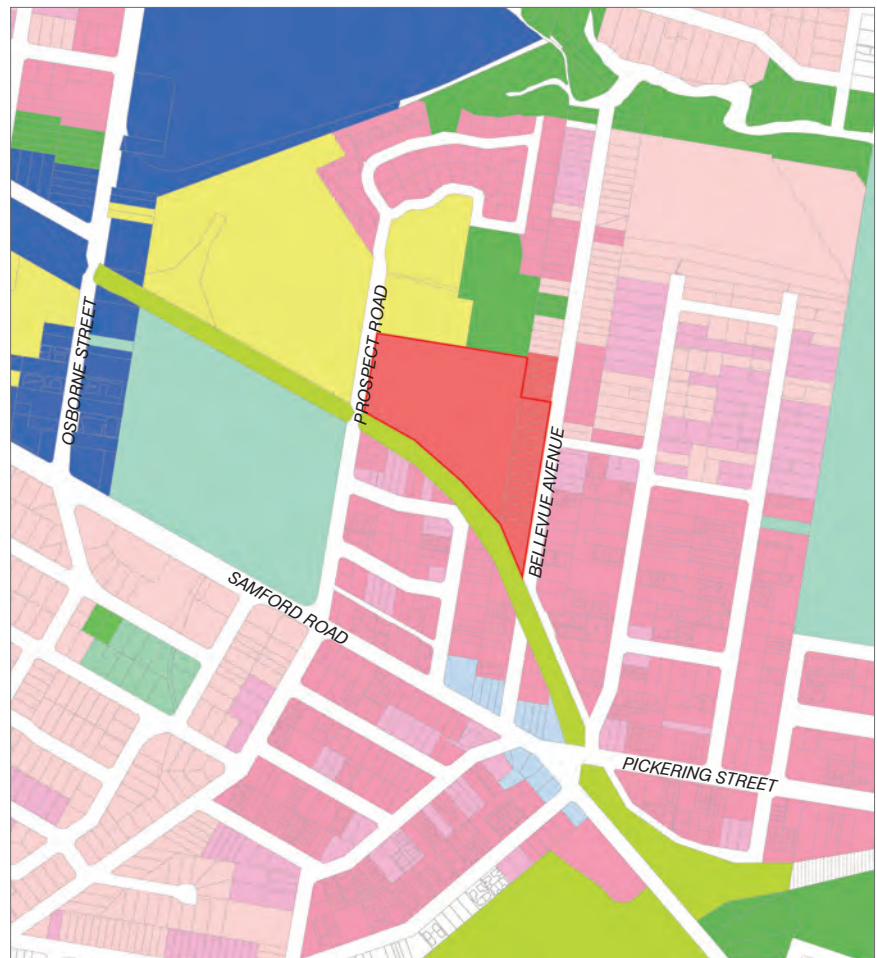 OSBORNE STREET
PROSPECT ROAD
BELLEVUE AVENUE
SAMFORD ROAD
PICKERING STREET